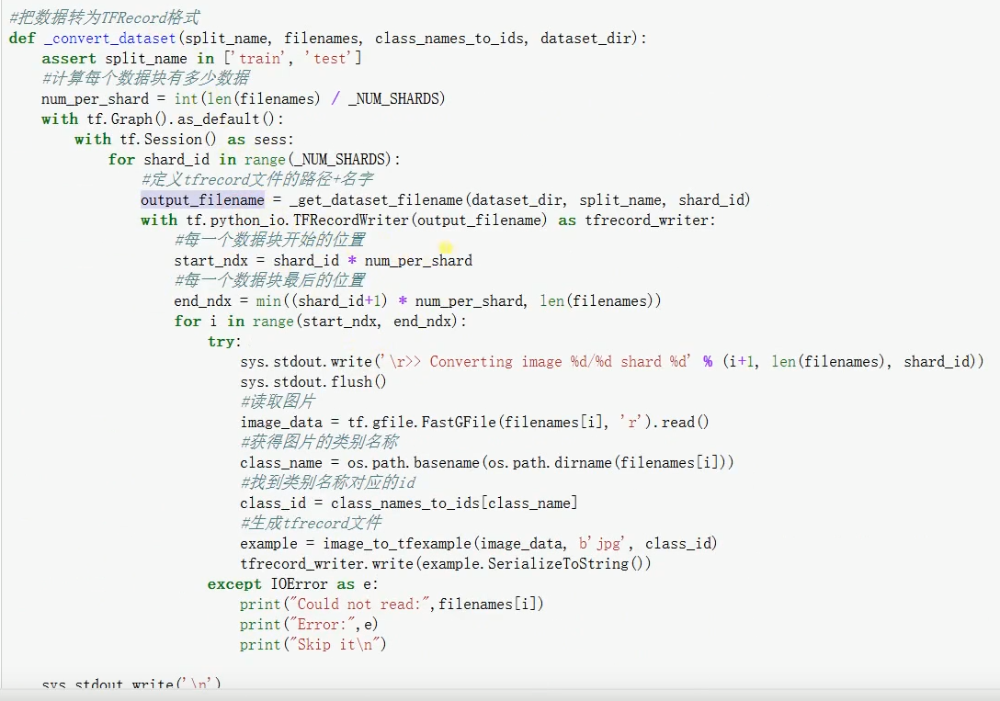 #把数据转为TFRecord格式
def _convert_dataset(split_name, filenames, class_names_to_ids, dataset_dir):
    assert split_name in ['train', 'test']
    #计算每个数据块有多少数据
    num_per_shard = int(len(filenames) / _NUM_SHARDS)
    with tf.Graph().as_default():
        with tf.Session() as sess:
            for shard_id in range(_NUM_SHARDS):
                #定义tfrecord文件的路径+名字
                output_filename = _get_dataset_filename(dataset_dir, split_name, shard_id)
                with tf.python_io.TFRecordWriter(output_filename) as tfrecord_writer:
                    #每一个数据块开始的位置
                    start_ndx = shard_id * num_per_shard
                    #每一个数据块最后的位置
                    end_ndx = min((shard_id+1) * num_per_shard, len(filenames))
                    for i in range(start_ndx, end_ndx):
                        try:
                            sys.stdout.write('\r>> Converting image %d/%d shard %d' % (i+1, len(filenames), shard_id))
                            sys.stdout.flush()
                            #读取图片
                            image_data = tf.gfile.FastGFile(filenames[i], 'r').read()
                            #获得图片的类别名称
                            class_name = os.path.basename(os.path.dirname(filenames[i]))
                            #找到类别名称对应的id
                            class_id = class_names_to_ids[class_name]
                            #生成tfrecord文件
                            example = image_to_tfexample(image_data, b'jpg', class_id)
                            tfrecord_writer.write(example.SerializeToString())
                        except IOError as e:
                            print("Could not read:",filenames[i])
                            print("Error:",e)
                            print("Skip it\n")
    sys.stdout.write('\n')